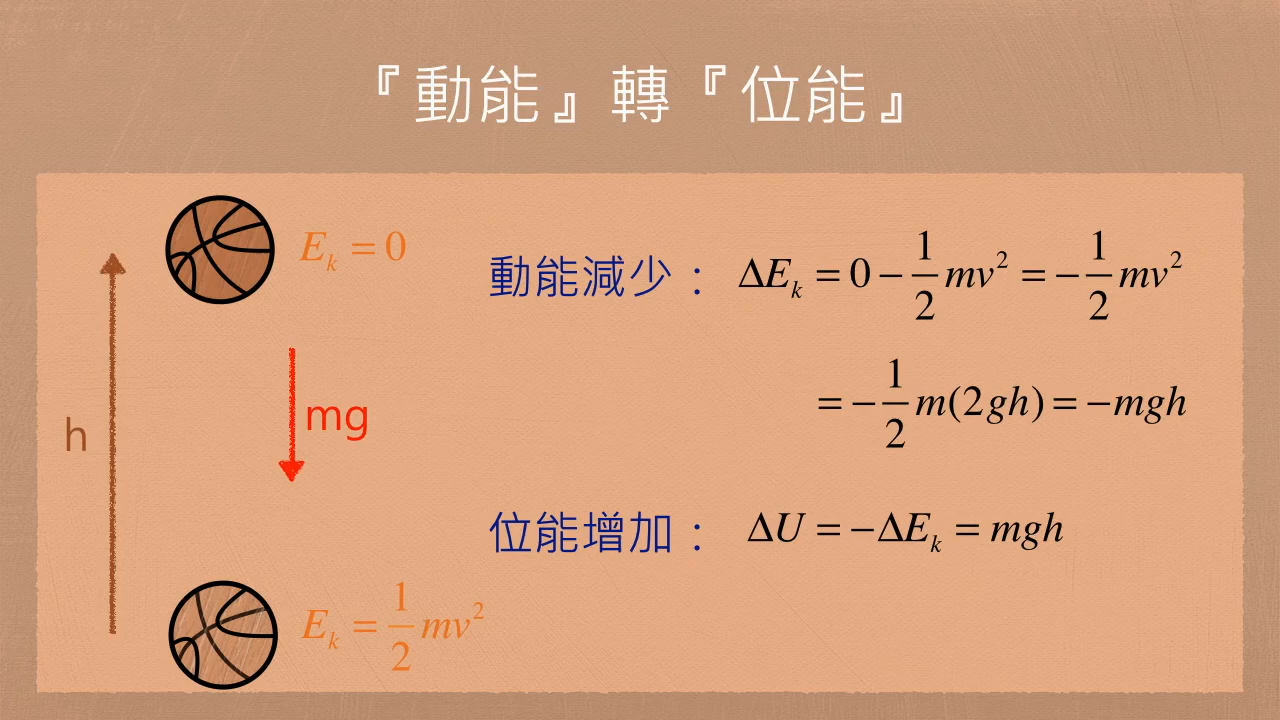 『動能』轉『位能』
E_k = 0
動能減少： ΔE_k = 0 − 1/2 mv² = − 1/2 mv²
= − 1/2 m(2gh) = −mgh
mg
h
位能增加： ΔU = −ΔE_k = mgh
E_k = 1/2 mv²